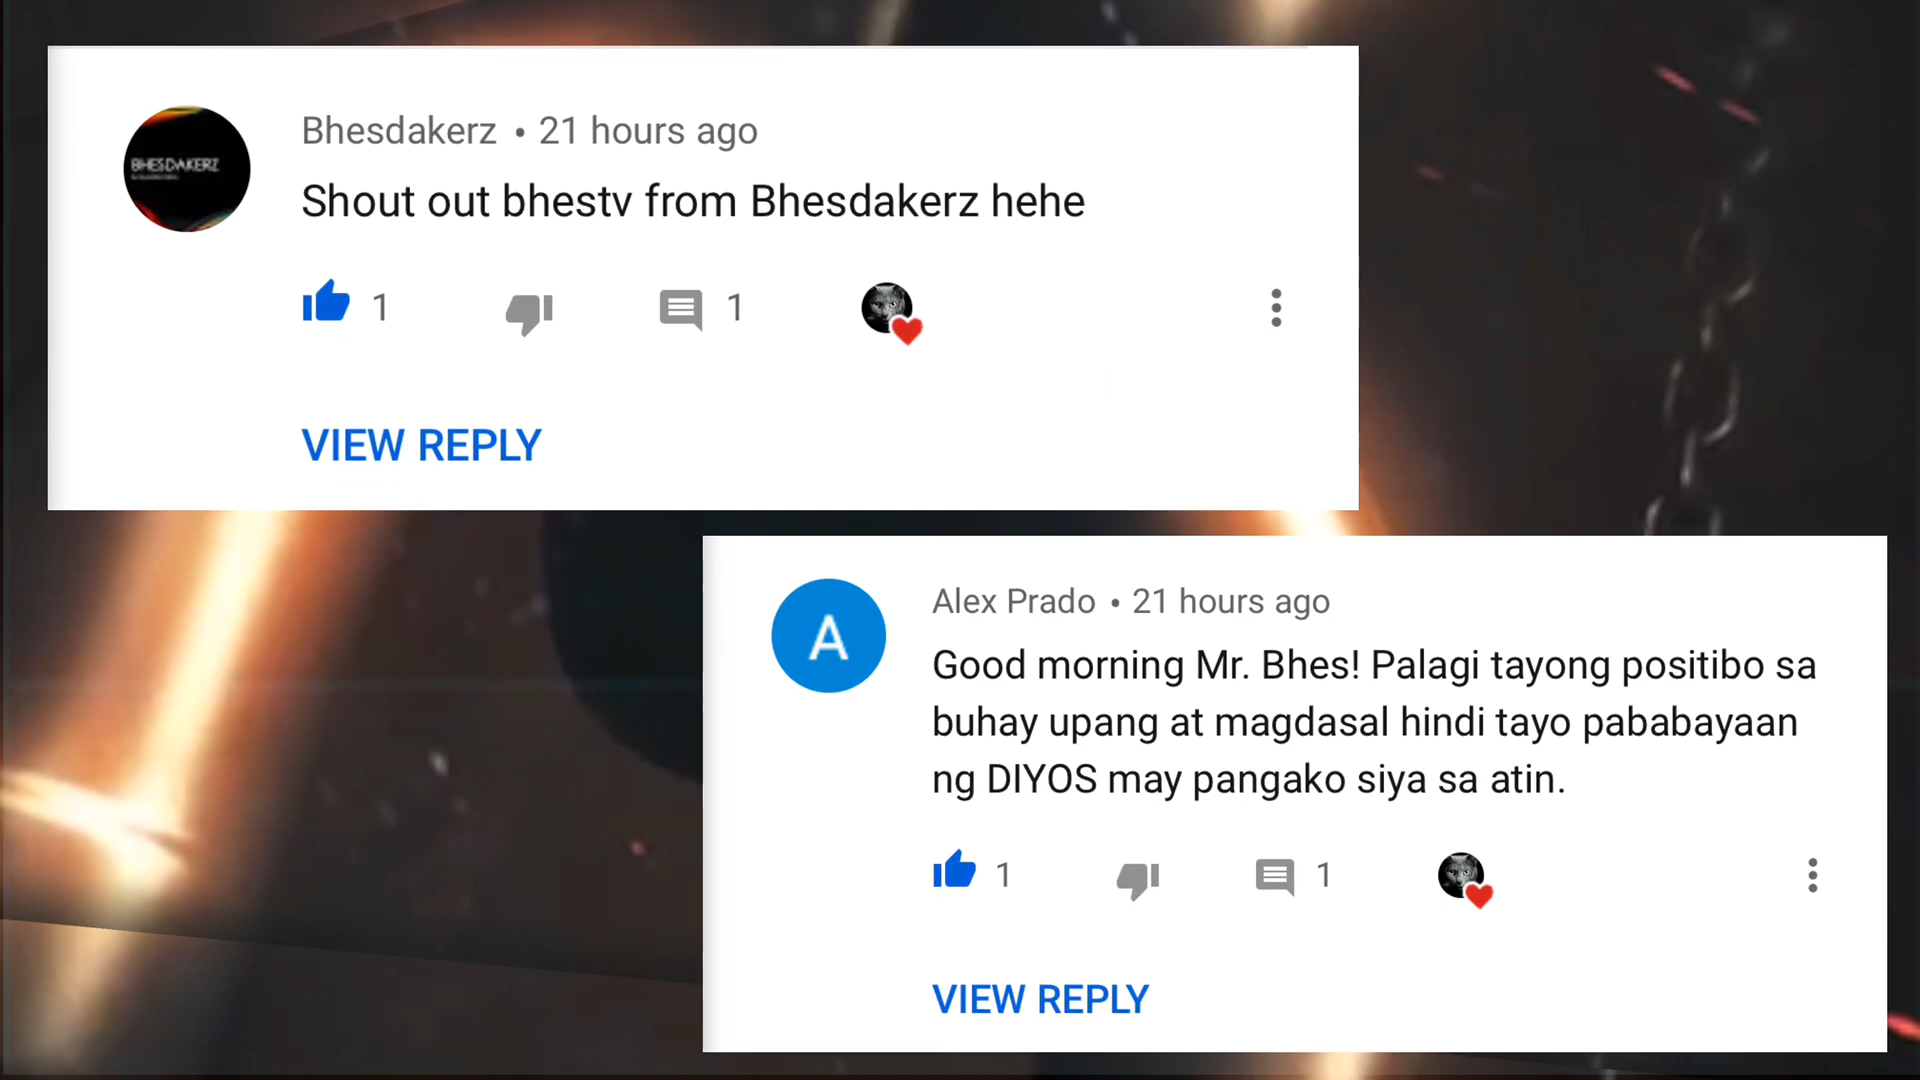 BHESDAKERZ
Bhesdakerz • 21 hours ago
Shout out bhestv from Bhesdakerz hehe
1
1
VIEW REPLY
A
Alex Prado • 21 hours ago
Good morning Mr. Bhes! Palagi tayong positibo sa
buhay upang at magdasal hindi tayo pababayaan
ng DIYOS may pangako siya sa atin.
1
1
VIEW REPLY